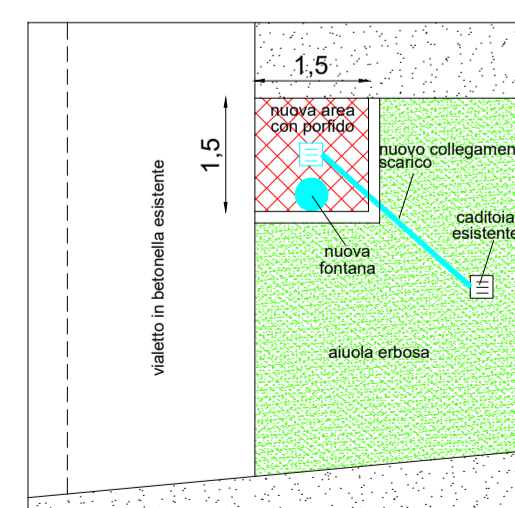 1,5
nuova area
con porfido
1,5
nuovo collegamen
scarico
caditoia
esistente
nuova
fontana
aiuola erbosa
vialetto in betonella esistente